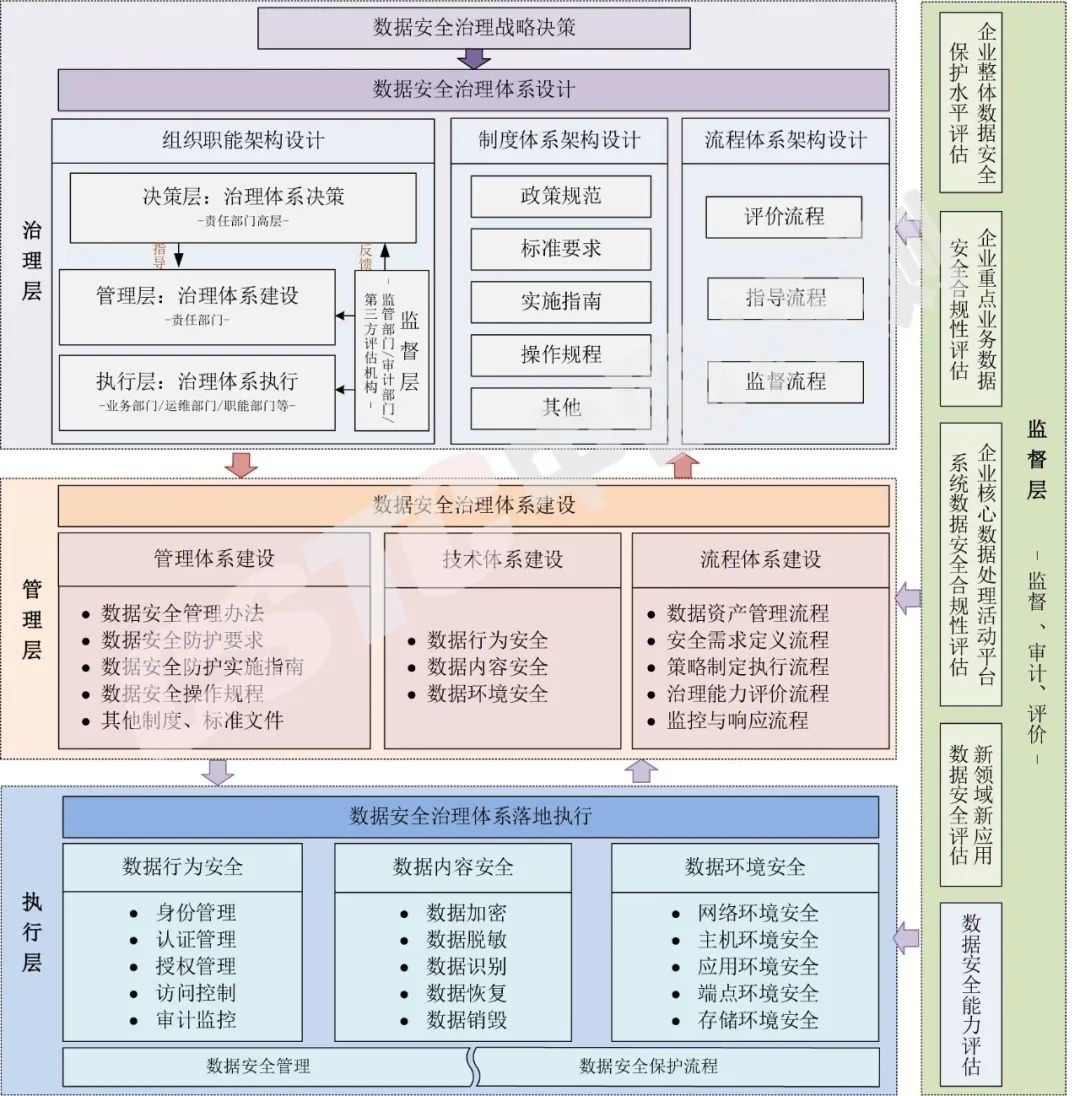 数据安全治理战略决策
数据安全治理体系设计
治理层
组织职能架构设计
决策层：治理体系决策
-责任部门高层-
指导
反馈
管理层：治理体系建设
-责任部门-
执行层：治理体系执行
-业务部门/运维部门/职能部门等-
监督层
-监管部门/审计部门/
第三方评估机构-
制度体系架构设计
政策规范
标准要求
实施指南
操作规程
其他
流程体系架构设计
评价流程
指导流程
监督流程
管理层
数据安全治理体系建设
管理体系建设
• 数据安全管理办法
• 数据安全防护要求
• 数据安全防护实施指南
• 数据安全操作规程
• 其他制度、标准文件
技术体系建设
• 数据行为安全
• 数据内容安全
• 数据环境安全
流程体系建设
• 数据资产管理流程
• 安全需求定义流程
• 策略制定执行流程
• 治理能力评价流程
• 监控与响应流程
执行层
数据安全治理体系落地执行
数据行为安全
• 身份管理
• 认证管理
• 授权管理
• 访问控制
• 审计监控
数据内容安全
• 数据加密
• 数据脱敏
• 数据识别
• 数据恢复
• 数据销毁
数据环境安全
• 网络环境安全
• 主机环境安全
• 应用环境安全
• 端点环境安全
• 存储环境安全
数据安全管理
数据安全保护流程
监督层
-监督、审计、评价-
企业整体数据安全
保护水平评估
企业重点业务数据
安全合规性评估
企业核心数据处理活动平台
系统数据安全合规性评估
新领域新应用
数据安全评估
数据安全能力评估